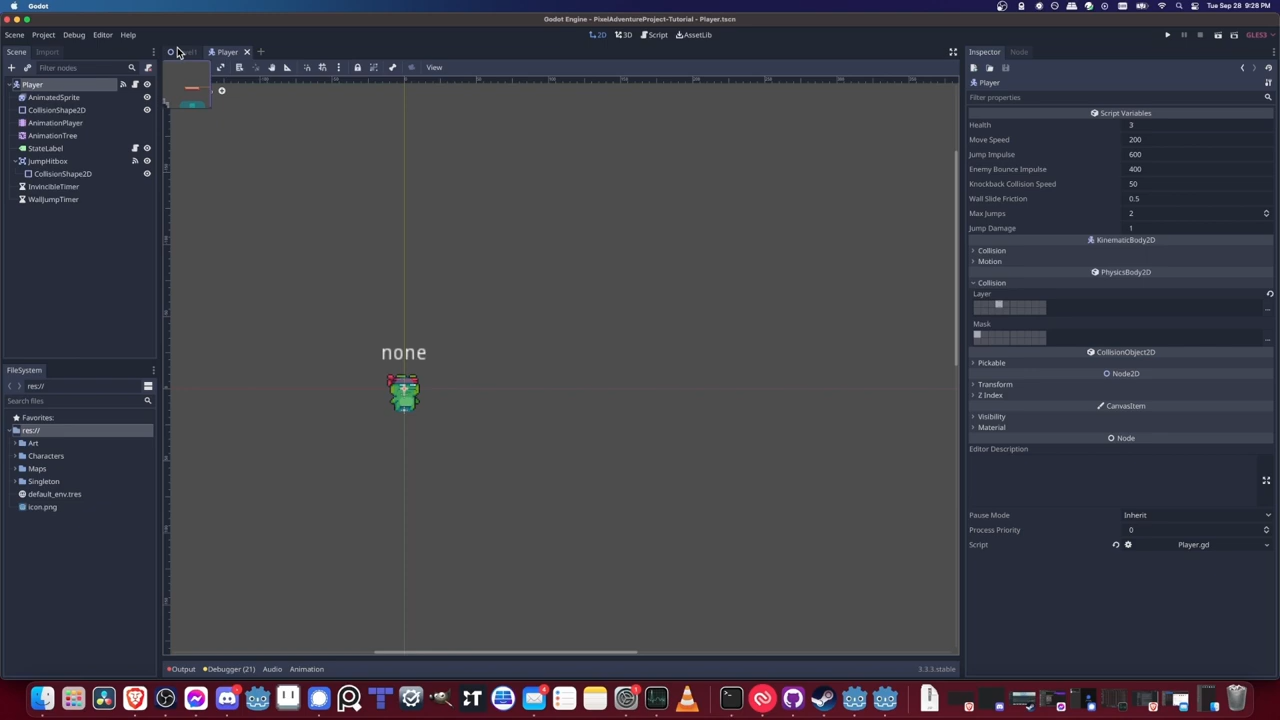 Godot
Tue Sep 28 9:28 PM
Godot Engine - PixelAdventureProject-Tutorial - Player.tscn
Scene Project Debug Editor Help
2D 3D Script AssetLib
GLES3
Scene Import
Player
Inspector Node
Filter nodes
View
Player
AnimatedSprite
CollisionShape2D
AnimationPlayer
AnimationTree
StateLabel
JumpHitbox
CollisionShape2D
InvincibleTimer
WallJumpTimer
FileSystem
res://
Search files
Favorites:
res://
Art
Characters
Maps
Singleton
default_env.tres
icon.png
none
Output Debugger (21) Audio Animation
3.3.3.stable
Player
Filter properties
Script Variables
Health 3
Move Speed 200
Jump Impulse 600
Enemy Bounce Impulse 400
Knockback Collision Speed 50
Wall Slide Friction 0.5
Max Jumps 2
Jump Damage 1
KinematicBody2D
Collision
Motion
PhysicsBody2D
Collision
Layer
Mask
CollisionObject2D
Pickable
Node2D
Transform
Z Index
CanvasItem
Visibility
Material
Node
Editor Description
Pause Mode Inherit
Process Priority 0
Script Player.gd